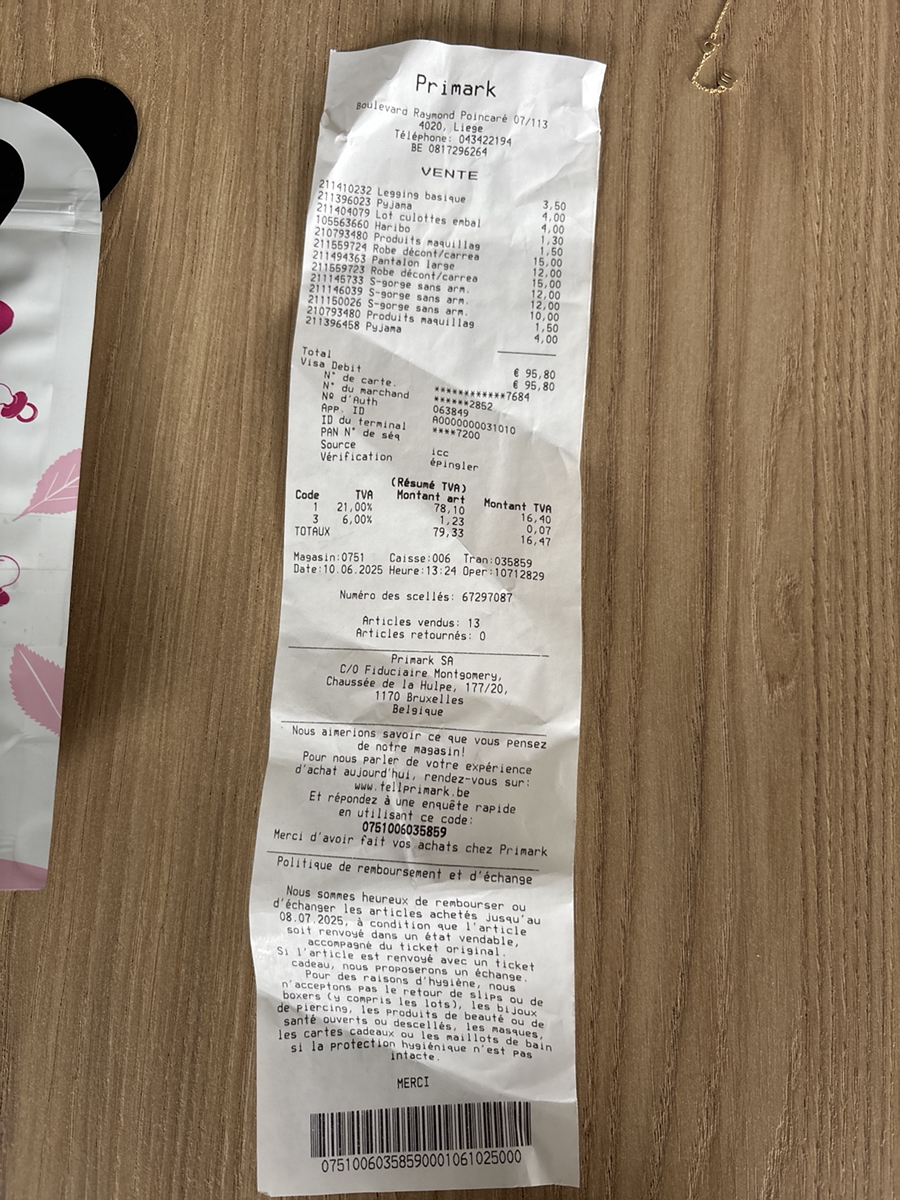 Primark
Boulevard Raymond Poincaré 07/113
4020, Liege
Téléphone: 043422194
BE 0817296264
VENTE
211410232 Legging basique 3,50
211396023 Pyjama 4,00
211404079 Lot culottes embal 4,00
105563660 Haribo 1,30
210793480 Produits maquillag 1,50
211559724 Robe décont/carrea 15,00
211494363 Pantalon large 12,00
211559723 Robe décont/carrea 15,00
211145733 S-gorge sans arm. 12,00
211146039 S-gorge sans arm. 12,00
211150026 S-gorge sans arm. 10,00
210793480 Produits maquillag 1,50
211396458 Pyjama 4,00
Total € 95,80
Visa Debit € 95,80
N° de carte. ************7684
N° du marchand ******2852
Nº d'Auth 063849
App. ID A0000000031010
ID du terminal ****7200
PAN N° de séq
Source icc
Vérification épingler
(Résumé TVA)
Code TVA Montant art Montant TVA
1 21,00% 78,10 16,40
3 6,00% 1,23 0,07
TOTAUX 79,33 16,47
Magasin:0751 Caisse:006 Tran:035859
Date:10.06.2025 Heure:13:24 Oper:10712829
Numéro des scellés: 67297087
Articles vendus: 13
Articles retournés: 0
Primark SA
C/O Fiduciaire Montgomery,
Chaussée de la Hulpe, 177/20,
1170 Bruxelles
Belgique
Nous aimerions savoir ce que vous pensez
de notre magasin!
Pour nous parler de votre expérience
d'achat aujourd'hui, rendez-vous sur:
www.tellprimark.be
Et répondez à une enquête rapide
en utilisant ce code:
0751006035859
Merci d'avoir fait vos achats chez Primark
Politique de remboursement et d'échange
Nous sommes heureux de rembourser ou
d'échanger les articles achetés jusqu'au
08.07.2025, à condition que l'article
soit renvoyé dans un état vendable,
accompagné du ticket original.
Si l'article est renvoyé avec un ticket
cadeau, nous proposerons un échange.
Pour des raisons d'hygiène, nous
n'acceptons pas le retour de slips ou de
boxers (y compris les lots), les bijoux
de piercing, les produits de beauté ou de
santé ouverts ou descellés, les masques,
les cartes cadeaux ou les maillots de bain
si la protection hygiénique n'est pas
intacte.
MERCI
07510060358590001061025000